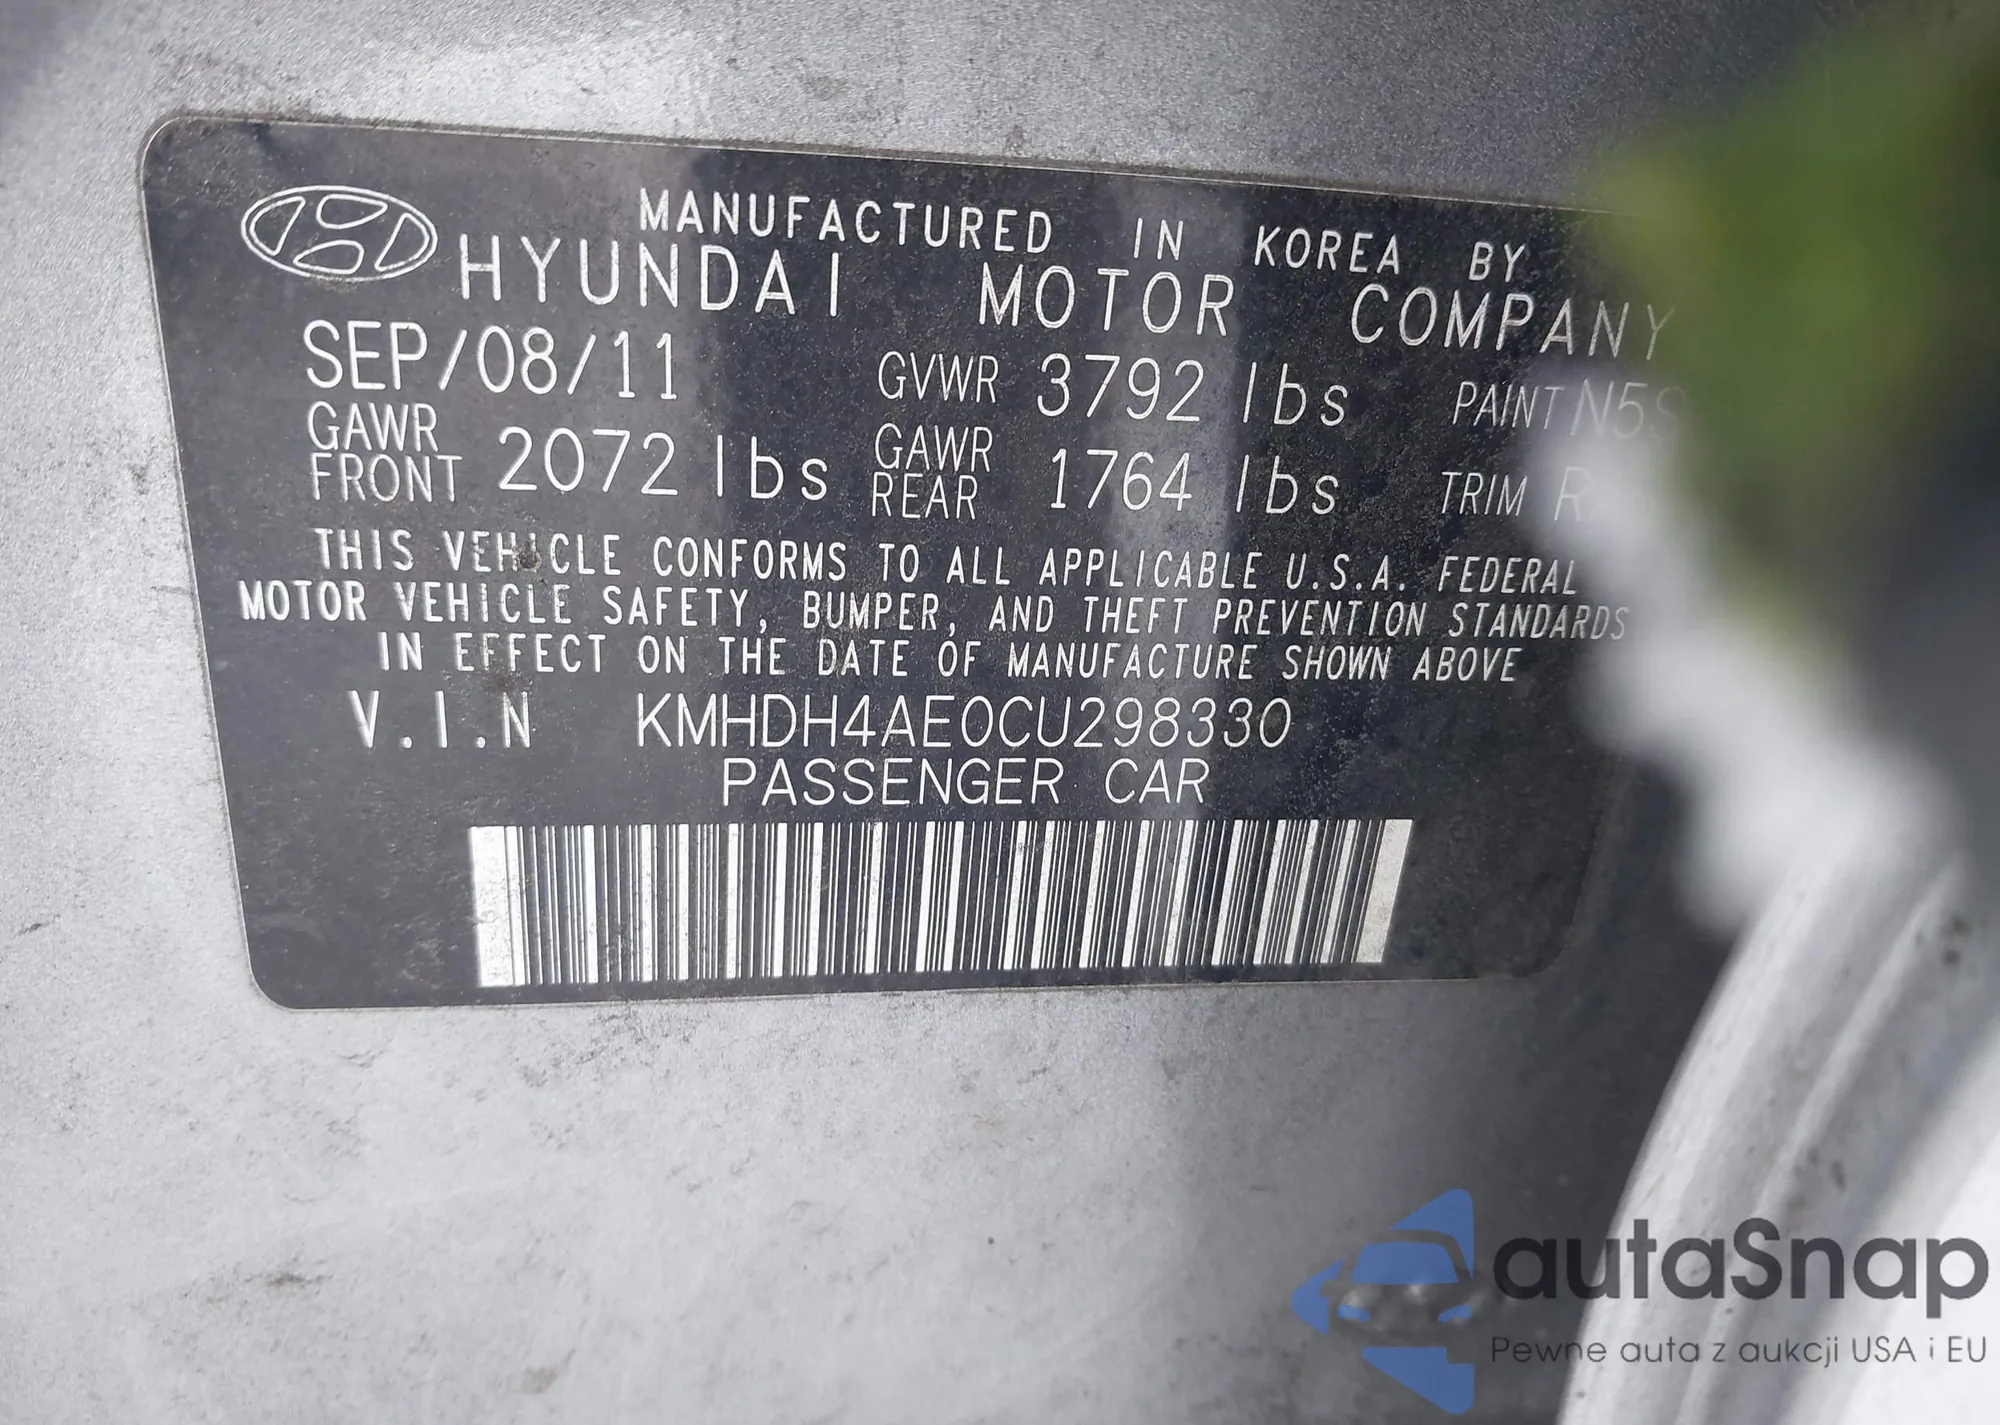 MANUFACTURED IN KOREA BY
HYUNDAI MOTOR COMPANY
SEP/08/11 GVWR 3792 lbs PAINT
GAWR FRONT 2072 lbs GAWR REAR 1764 lbs TRIM
THIS VEHICLE CONFORMS TO ALL APPLICABLE U.S.A. FEDERAL
MOTOR VEHICLE SAFETY, BUMPER, AND THEFT PREVENTION STANDARDS
IN EFFECT ON THE DATE OF MANUFACTURE SHOWN ABOVE
V.I.N KMHDH4AE0CU298330
PASSENGER CAR
autaSnap
Pewne auta z aukcji USA i EU